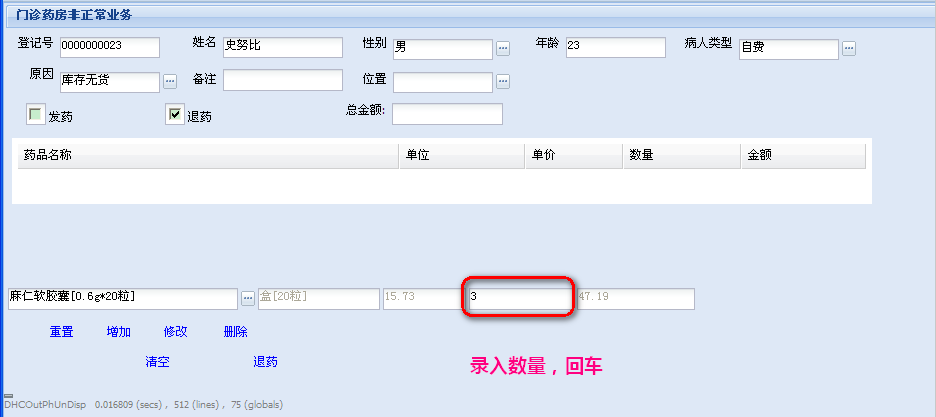 门诊药房非正常业务
登记号 0000000023 姓名 史努比 性别 男 年龄 23 病人类型 自费
原因 库存无货 备注 位置
发药 退药 总金额:
药品名称 单位 单价 数量 金额
麻仁软胶囊[0.6g*20粒] 盒[20粒] 15.73 3 47.19
重置 增加 修改 删除
清空 退药
录入数量，回车
DHCOutPhUnDisp 0.016809 (secs) , 512 (lines) , 75 (globals)